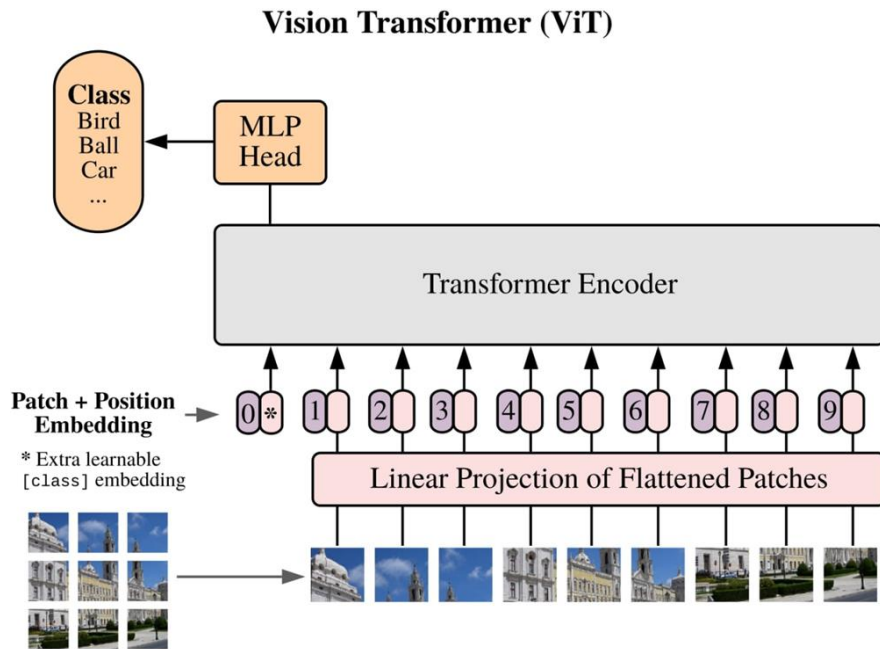 Vision Transformer (ViT)
Class
Bird
Ball
Car
...
MLP
Head
Transformer Encoder
Patch + Position
Embedding
0 * 1 2 3 4 5 6 7 8 9
* Extra learnable
[class] embedding
Linear Projection of Flattened Patches